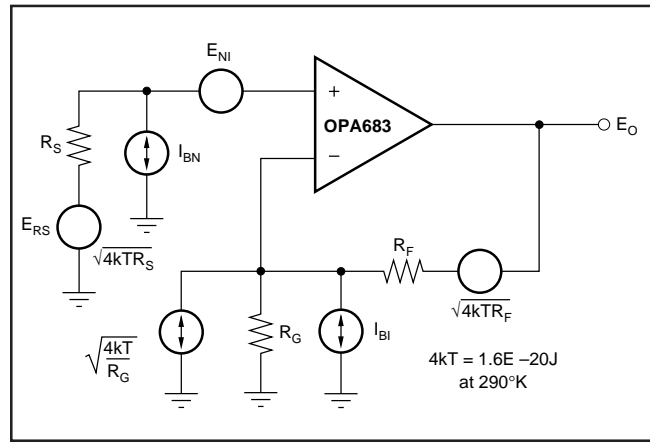 E_NI
+
OPA683
E_O
R_S
I_BN
−
E_RS
√4kTR_S
R_F
√4kTR_F
√4kT/R_G
R_G
I_BI
4kT = 1.6E –20J
at 290°K